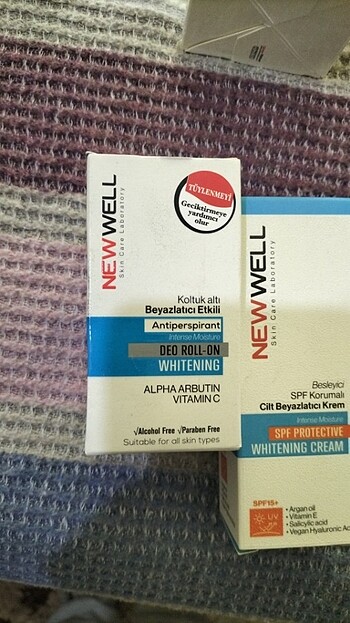 NEWWELL
Skin Care Laboratory
TÜYLENMEYİ
Geciktirmeye
yardımcı
olur
Koltuk altı
Beyazlatıcı Etkili
Antiperspirant
Intense Moisture
DEO ROLL-ON
WHITENING
ALPHA ARBUTIN
VITAMIN C
√Alcohol Free √Paraben Free
Suitable for all skin types
NEWWELL
Skin Care Laboratory
Besleyici
SPF Korumalı
Cilt Beyazlatıcı Krem
Intense Moisture
SPF PROTECTIVE
WHITENING CREAM
SPF15+
UV
• Argan oil
• Vitamin E
• Salicylic acid
• Vegan Hyaluronic